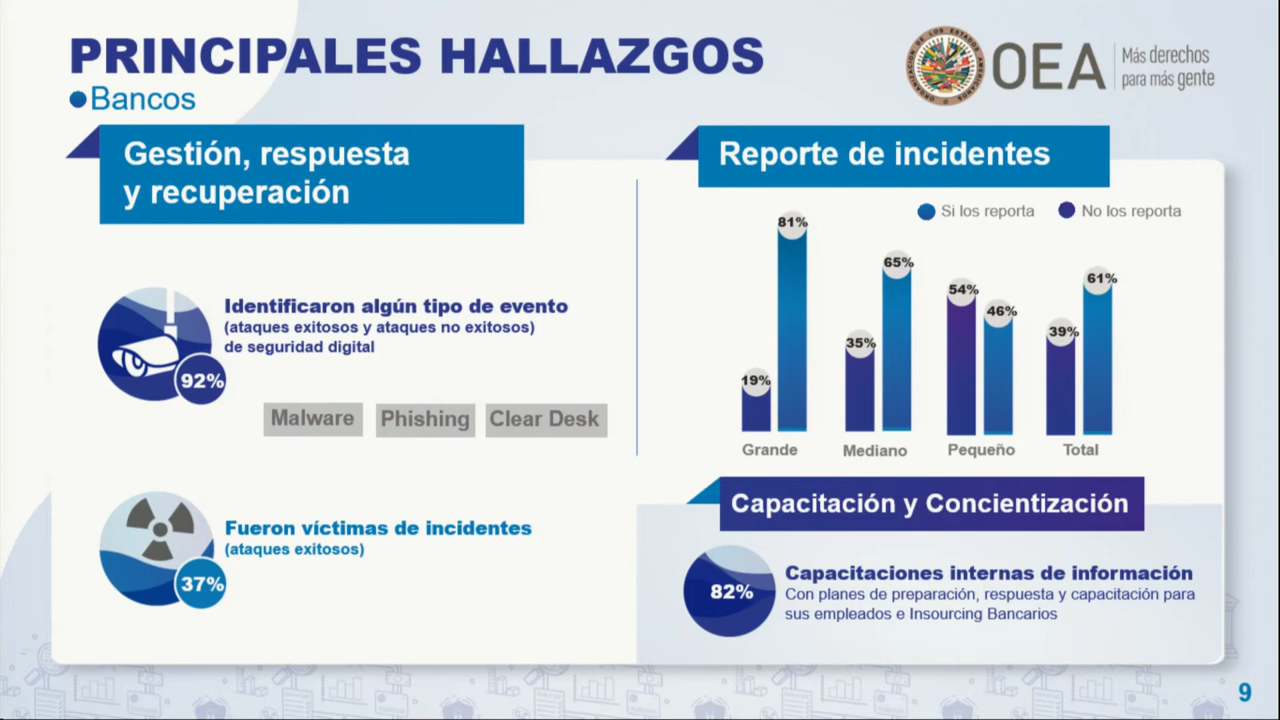 PRINCIPALES HALLAZGOS
Bancos
OEA
Más derechos
para más gente
Gestión, respuesta
y recuperación
Identificaron algún tipo de evento
(ataques exitosos y ataques no exitosos)
de seguridad digital
92%
Malware Phishing Clear Desk
Fueron víctimas de incidentes
(ataques exitosos)
37%
Reporte de incidentes
Si los reporta No los reporta
19% 81% 35% 65% 54% 46% 39% 61%
Grande Mediano Pequeño Total
Capacitación y Concientización
82%
Capacitaciones internas de información
Con planes de preparación, respuesta y capacitación para
sus empleados e Insourcing Bancarios
9